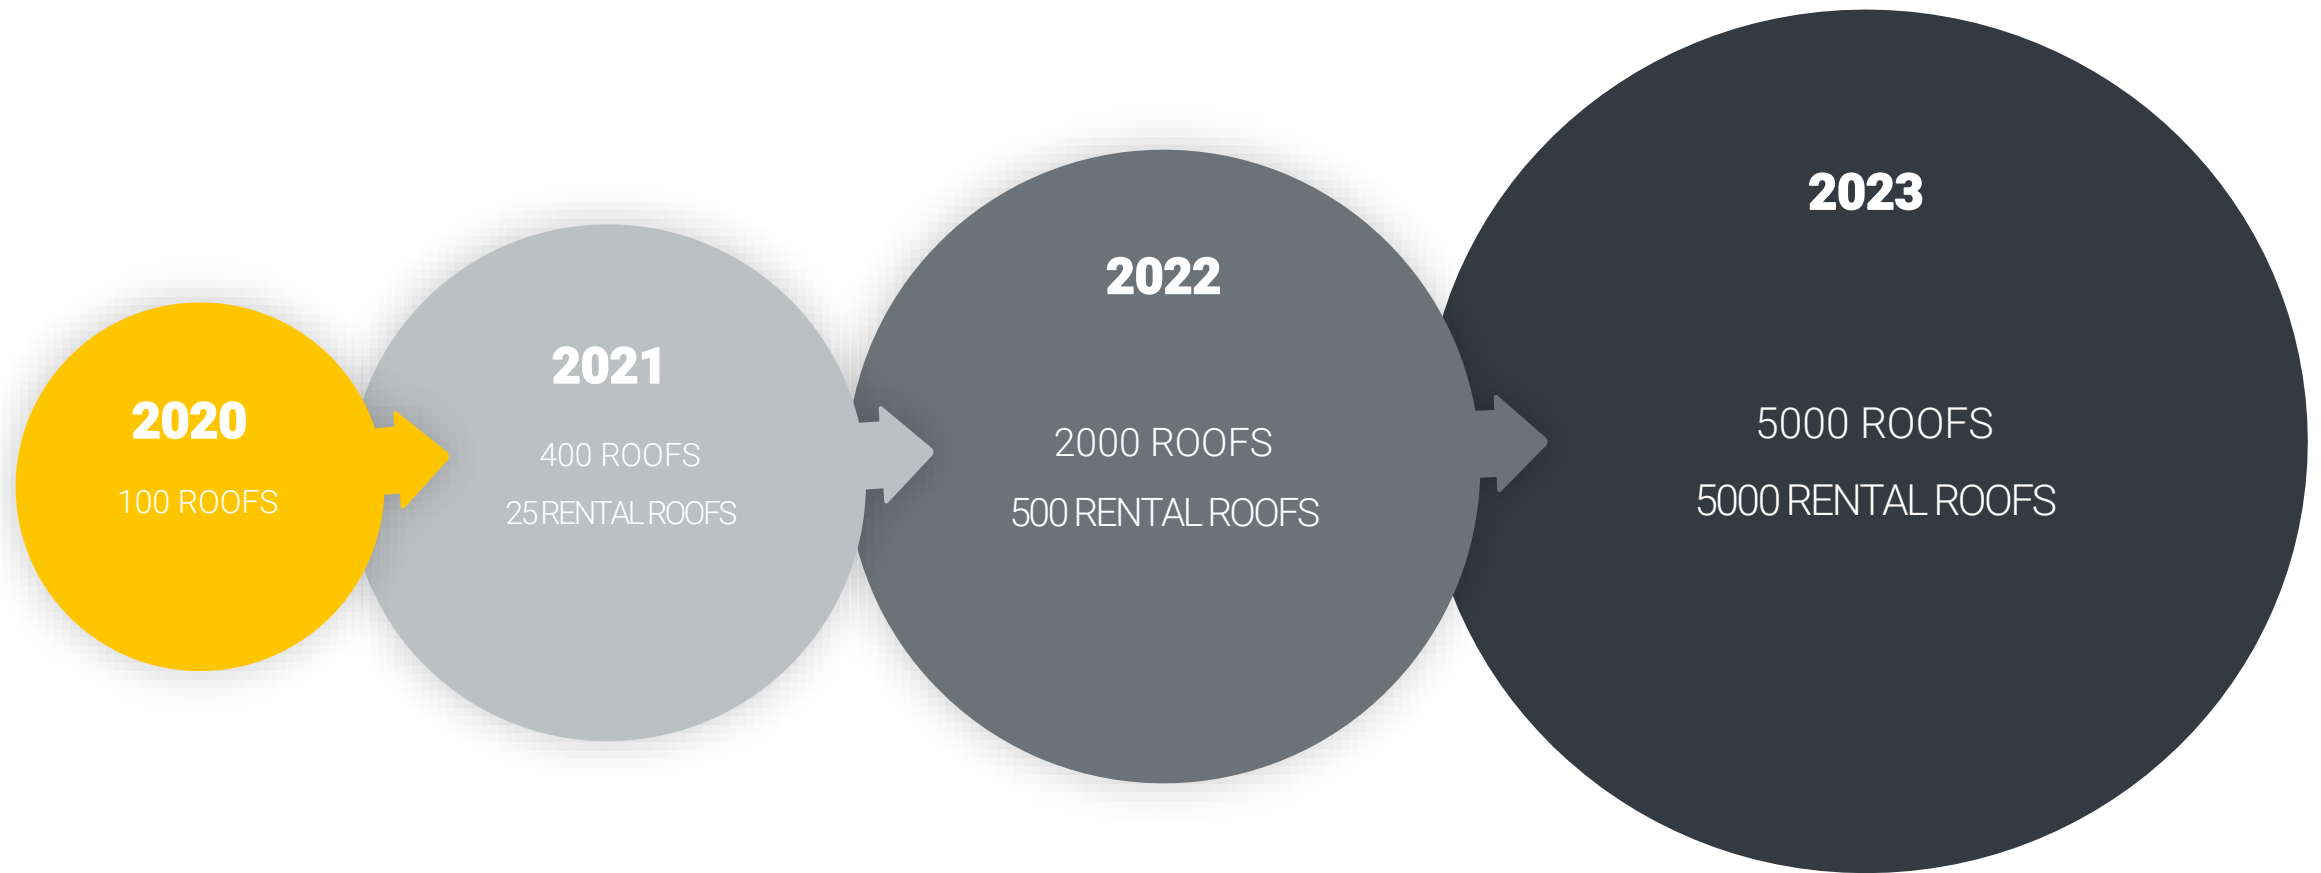 2020
100 ROOFS
2021
400 ROOFS
25 RENTAL ROOFS
2022
2000 ROOFS
500 RENTAL ROOFS
2023
5000 ROOFS
5000 RENTAL ROOFS